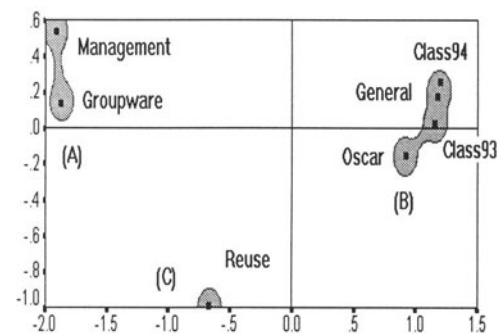 .6
Class94
.4
Management
General
.2
Groupware
.0
Class93
(A)
Oscar
-.2
(B)
-.4
-.6
Reuse
(C)
-.8
-1.0
-2.0 -1.5 -1.0 -.5 0.0 .5 1.0 1.5